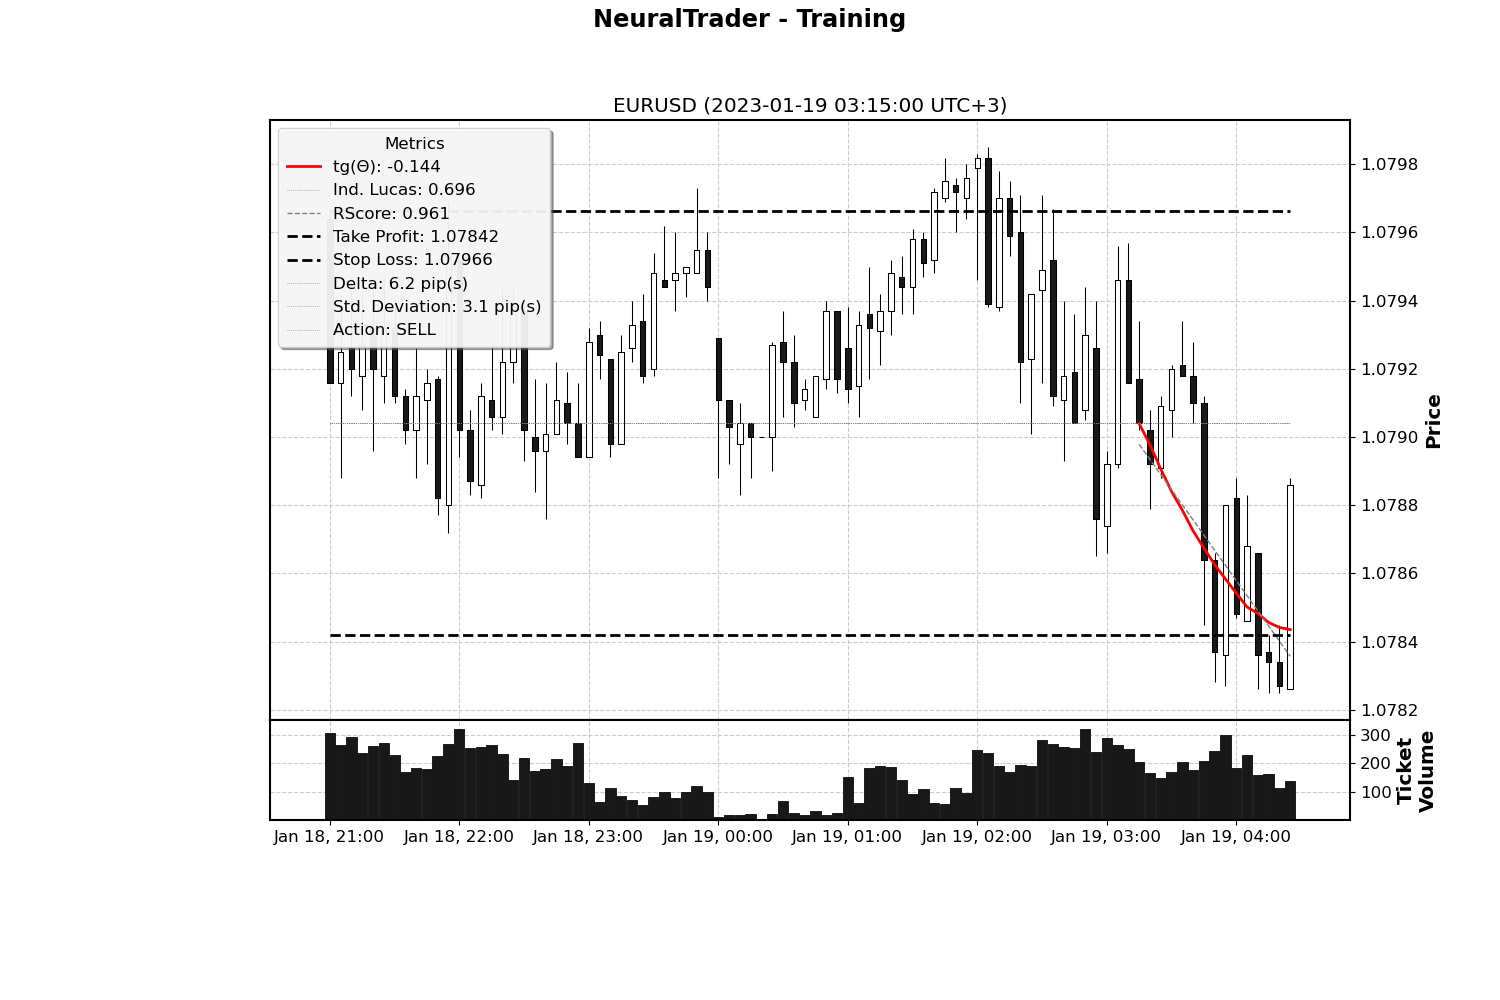 NeuralTrader - Training
EURUSD (2023-01-19 03:15:00 UTC+3)
Metrics
tg(Θ): -0.144
Ind. Lucas: 0.696
RScore: 0.961
Take Profit: 1.07842
Stop Loss: 1.07966
Delta: 6.2 pip(s)
Std. Deviation: 3.1 pip(s)
Action: SELL
1.0798
1.0796
1.0794
1.0792
1.0790
1.0788
1.0786
1.0784
1.0782
Price
300
200
100
Ticket
Volume
Jan 18, 21:00 Jan 18, 22:00 Jan 18, 23:00 Jan 19, 00:00 Jan 19, 01:00 Jan 19, 02:00 Jan 19, 03:00 Jan 19, 04:00